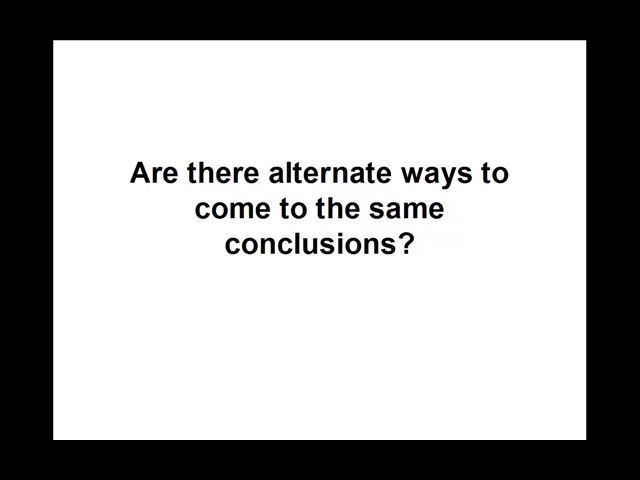 Are there alternate ways to
come to the same
conclusions?